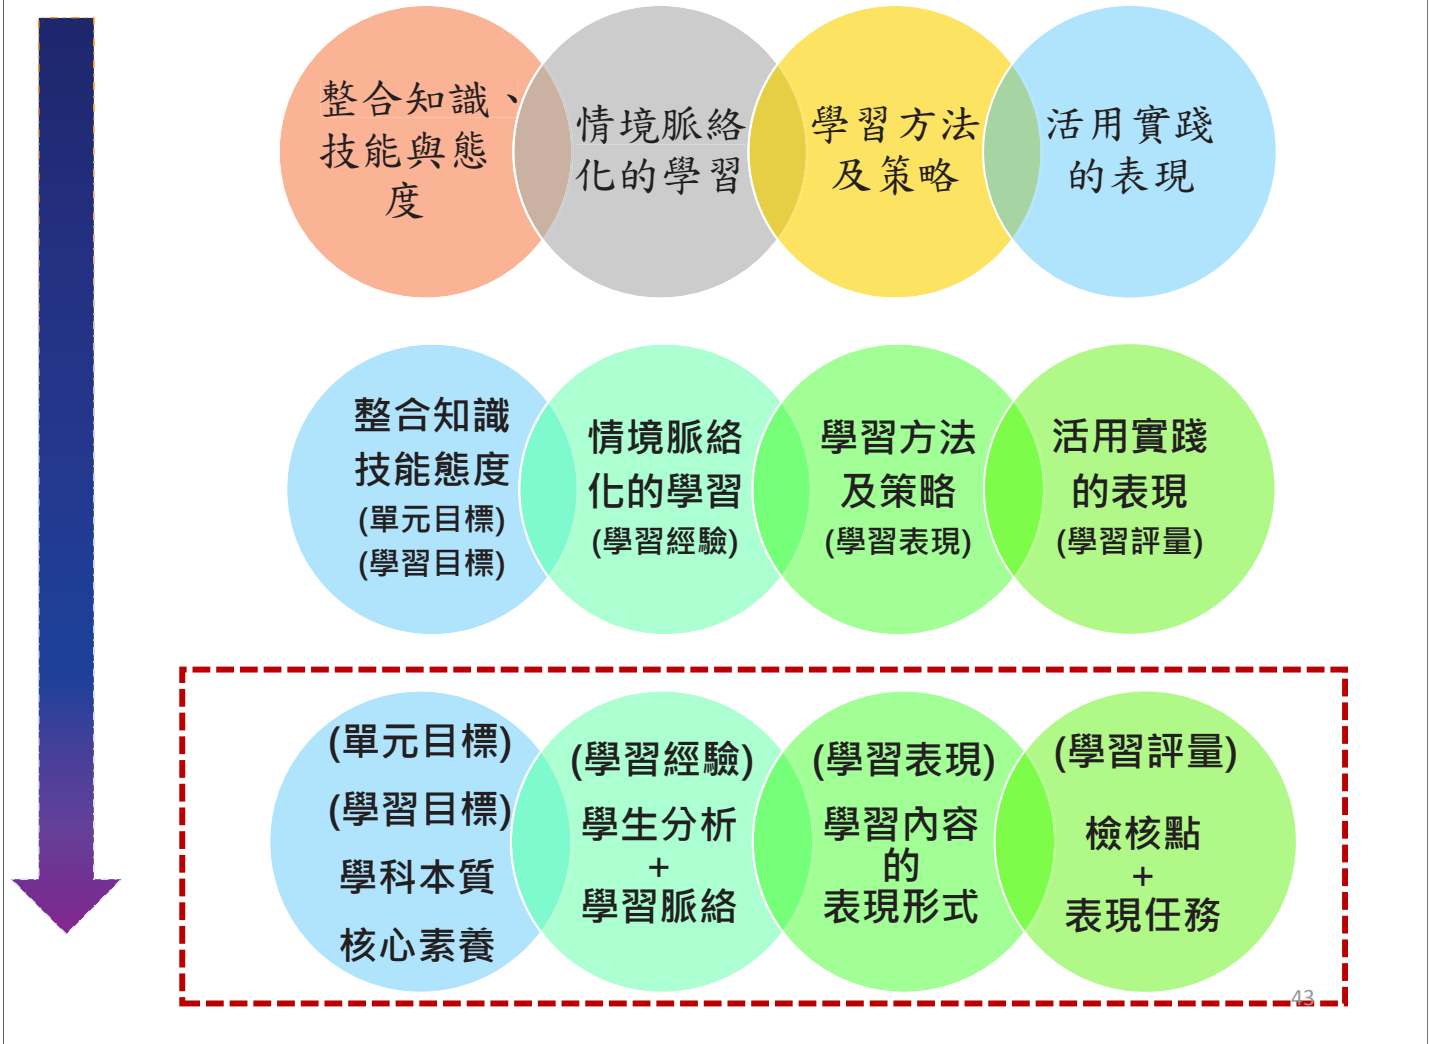 整合知識、
技能與態
度
情境脈絡
化的學習
學習方法
及策略
活用實踐
的表現
整合知識
技能態度
(單元目標)
(學習目標)
情境脈絡
化的學習
(學習經驗)
學習方法
及策略
(學習表現)
活用實踐
的表現
(學習評量)
(單元目標)
(學習目標)
學科本質
核心素養
(學習經驗)
學生分析
+
學習脈絡
(學習表現)
學習內容
的
表現形式
(學習評量)
檢核點
+
表現任務
43